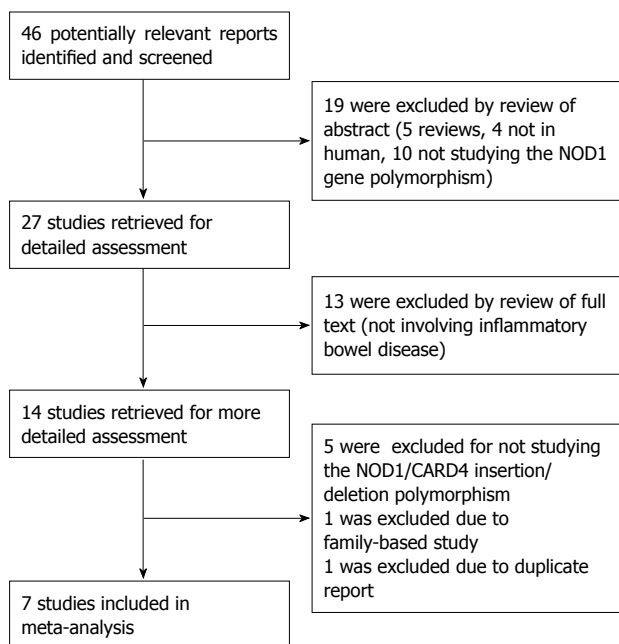 46 potentially relevant reports
identified and screened
19 were excluded by review of
abstract (5 reviews, 4 not in
human, 10 not studying the NOD1
gene polymorphism)
27 studies retrieved for
detailed assessment
13 were excluded by review of full
text (not involving inflammatory
bowel disease)
14 studies retrieved for more
detailed assessment
5 were excluded for not studying
the NOD1/CARD4 insertion/
deletion polymorphism
1 was excluded due to
family-based study
1 was excluded due to duplicate
report
7 studies included in
meta-analysis